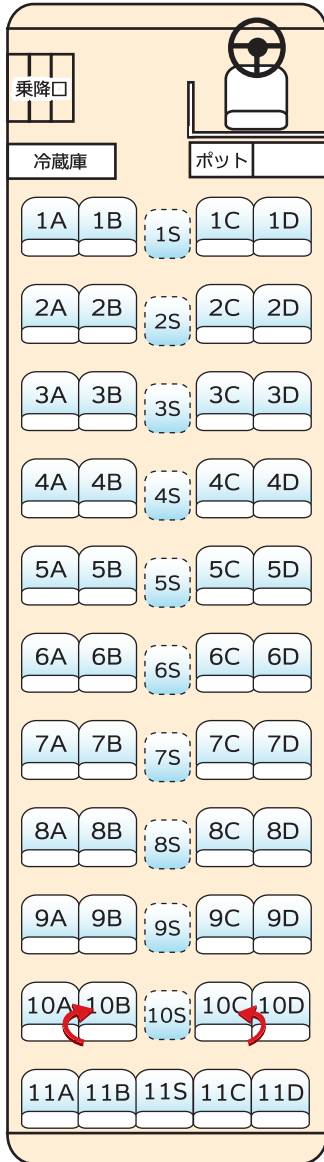 乗降口
冷蔵庫 ポット
1A 1B 1S 1C 1D
2A 2B 2S 2C 2D
3A 3B 3S 3C 3D
4A 4B 4S 4C 4D
5A 5B 5S 5C 5D
6A 6B 6S 6C 6D
7A 7B 7S 7C 7D
8A 8B 8S 8C 8D
9A 9B 9S 9C 9D
10A 10B 10S 10C 10D
11A 11B 11S 11C 11D